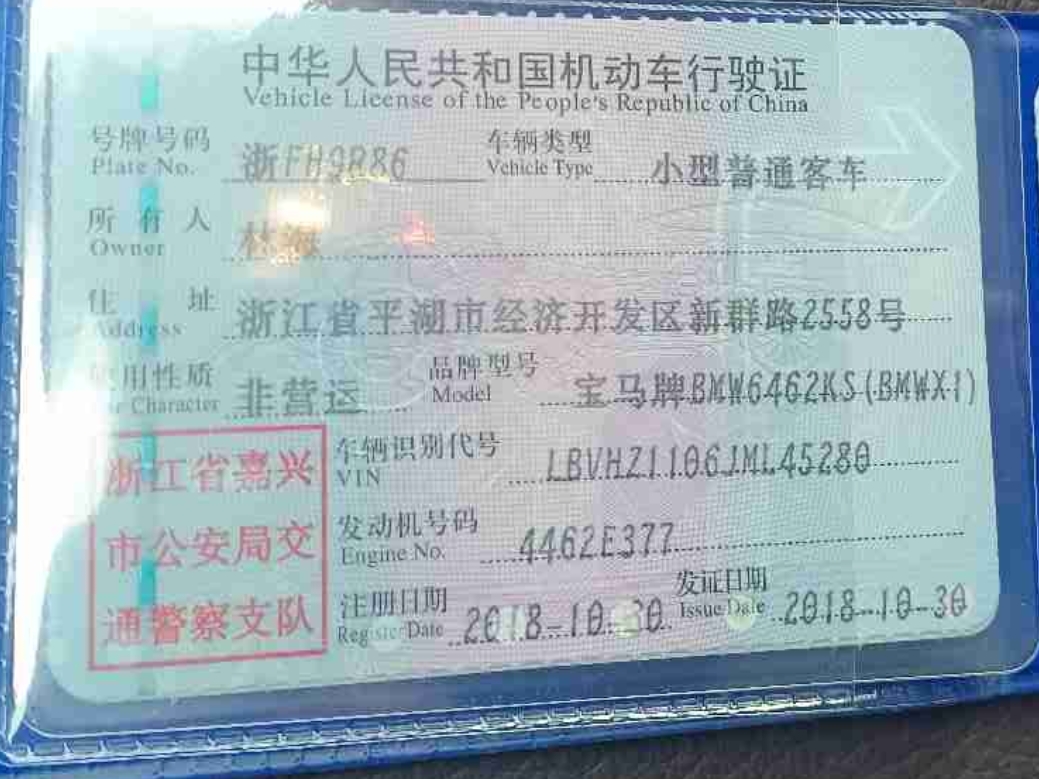 中华人民共和国机动车行驶证
Vehicle License of the People's Republic of China
号牌号码 浙FH9R86 车辆类型 小型普通客车
Plate No. Vehicle Type
所有人 林海
Owner
住址 浙江省平湖市经济开发区新群路2558号
Address
使用性质 非营运 品牌型号 宝马牌BMW6462KS(BMWX1)
Character Model
浙江省嘉兴
市公安局交
通警察支队
车辆识别代号 LBVHZ1106JML45280
VIN
发动机号码 4462E377
Engine No.
注册日期 2018-10-30 发证日期 2018-10-30
Register Date Issue Date